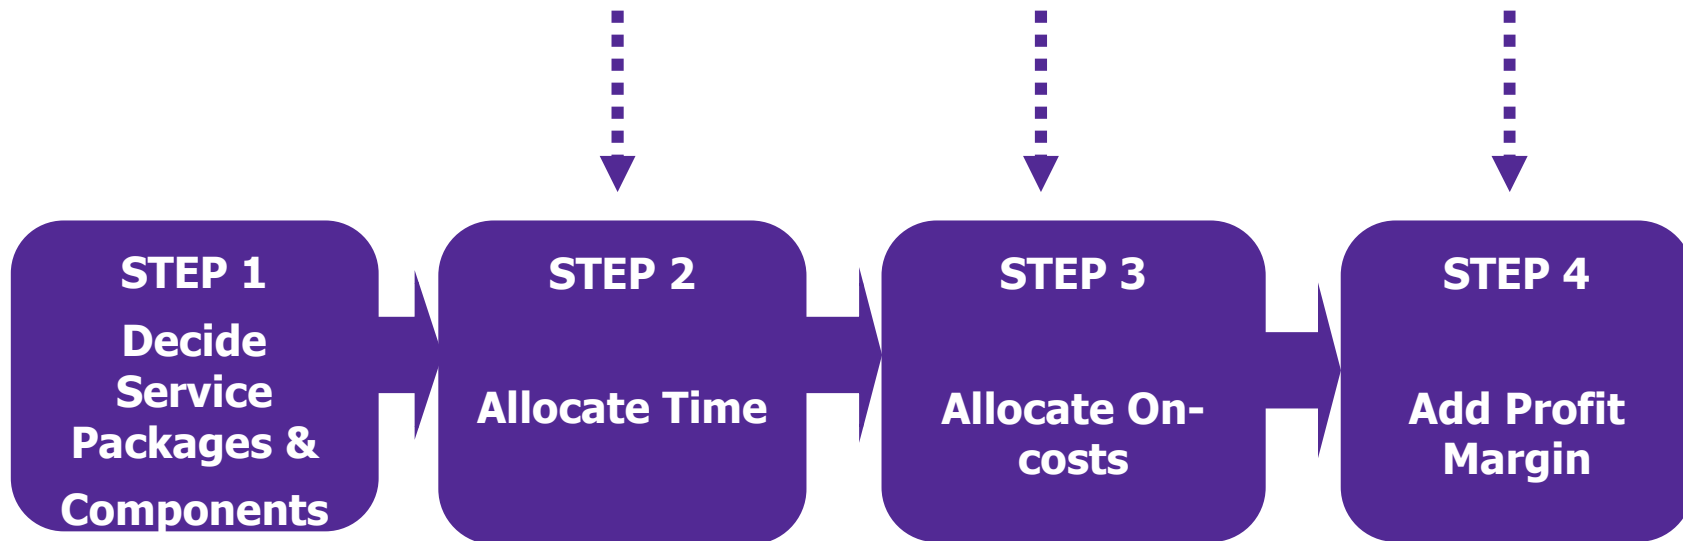 STEP 1
Decide
Service
Packages &
Components
STEP 2
Allocate Time
STEP 3
Allocate On-
costs
STEP 4
Add Profit
Margin